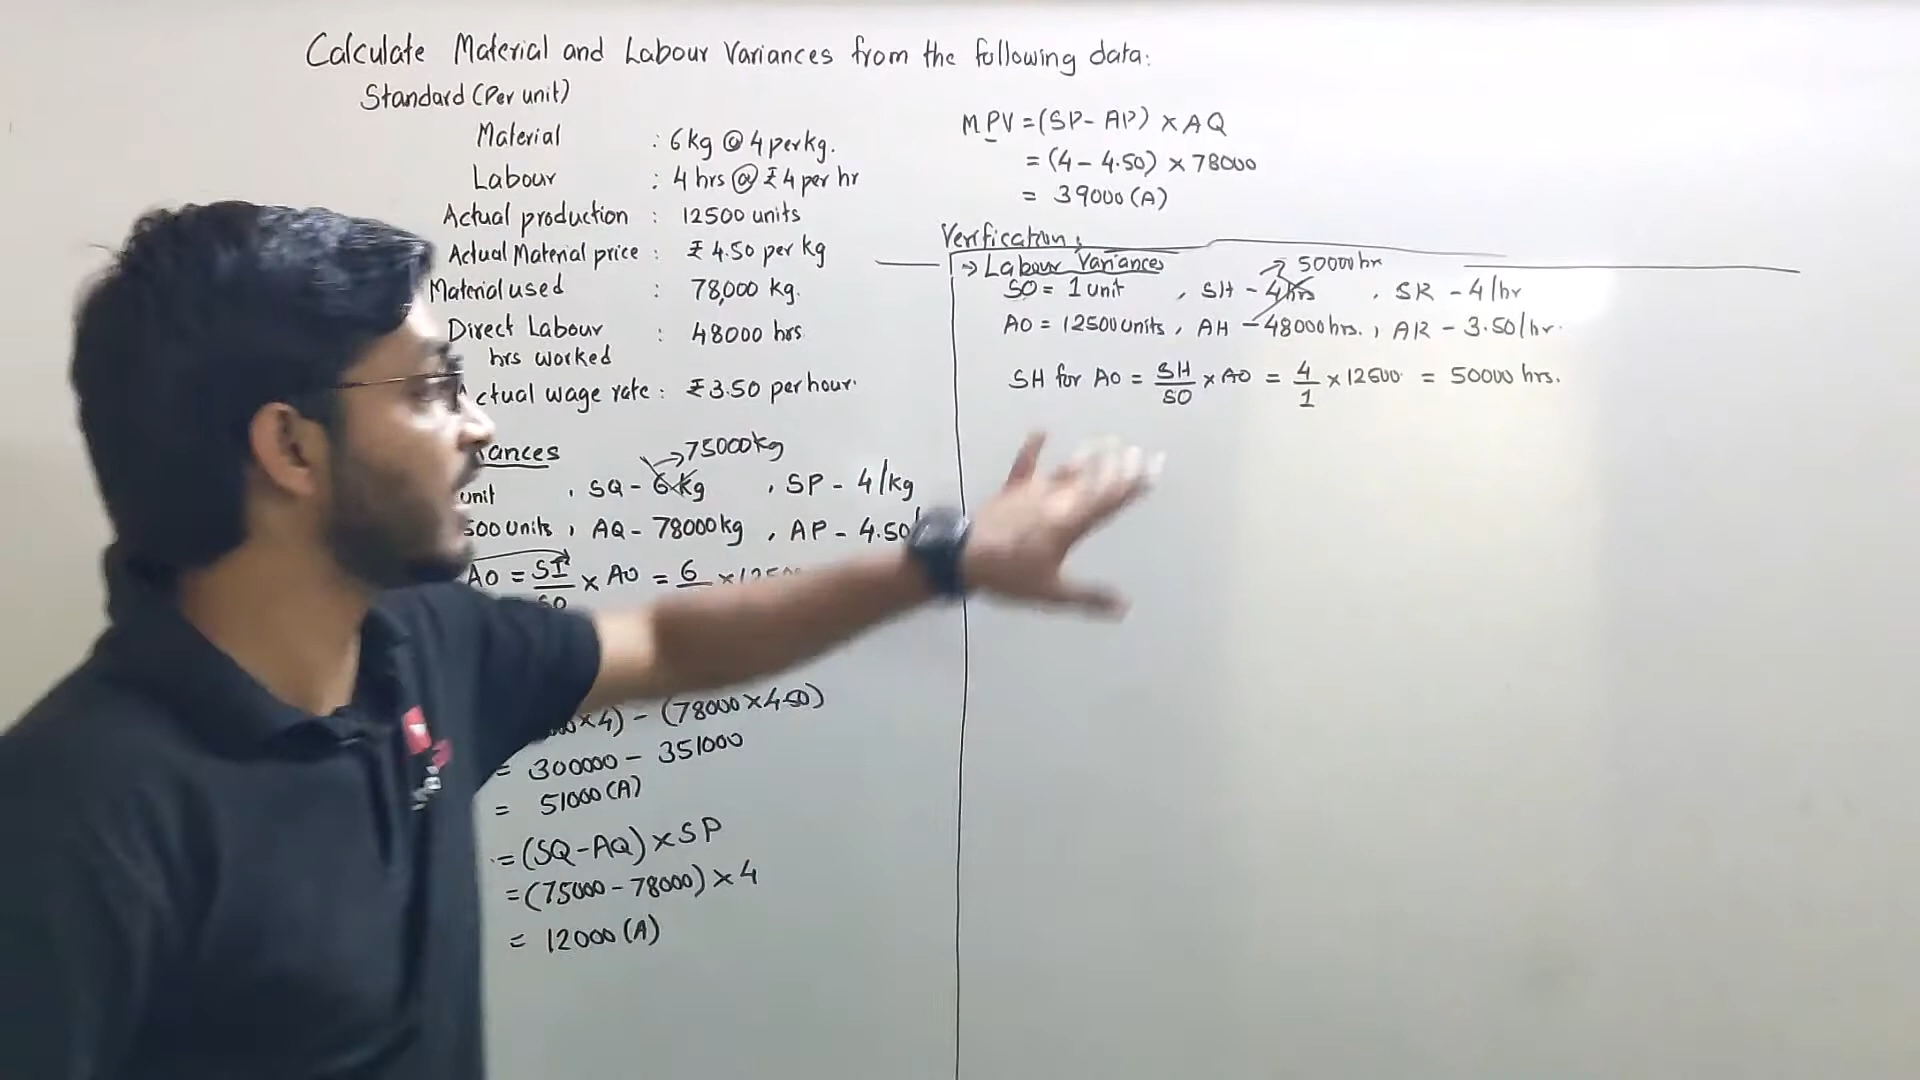 Calculate Material and Labour Variances from the following data:
Standard (Per unit)
Material : 6 kg @ 4 per kg.
Labour : 4 hrs @ ₹4 per hr
Actual production : 12500 units
Actual Material price : ₹ 4.50 per kg
Material used : 78,000 kg.
Direct Labour : 48000 hrs
hrs worked
ctual wage rate : ₹3.50 per hour.
ances
→75000kg
unit , SQ - 6 Kg , SP - 4/kg
500 Units , AQ - 78000 kg , AP - 4.50/
AO = SI/SO × AO = 6 × 1250
×4) - (78000×4.50)
= 300000 - 351000
= 51000 (A)
= (SQ-AQ) × SP
= (75000 - 78000) × 4
= 12000 (A)
MPV = (SP - AP) × AQ
= (4 - 4.50) × 78000
= 39000 (A)
Verification:
→ Labour Variances
→ 50000 hr
SO = 1 unit , SH - 4hrs , SR - 4/hr
AO = 12500 units , AH - 48000 hrs. , AR - 3.50/hr.
SH for AO = SH/SO × AO = 4/1 × 12500 = 50000 hrs.